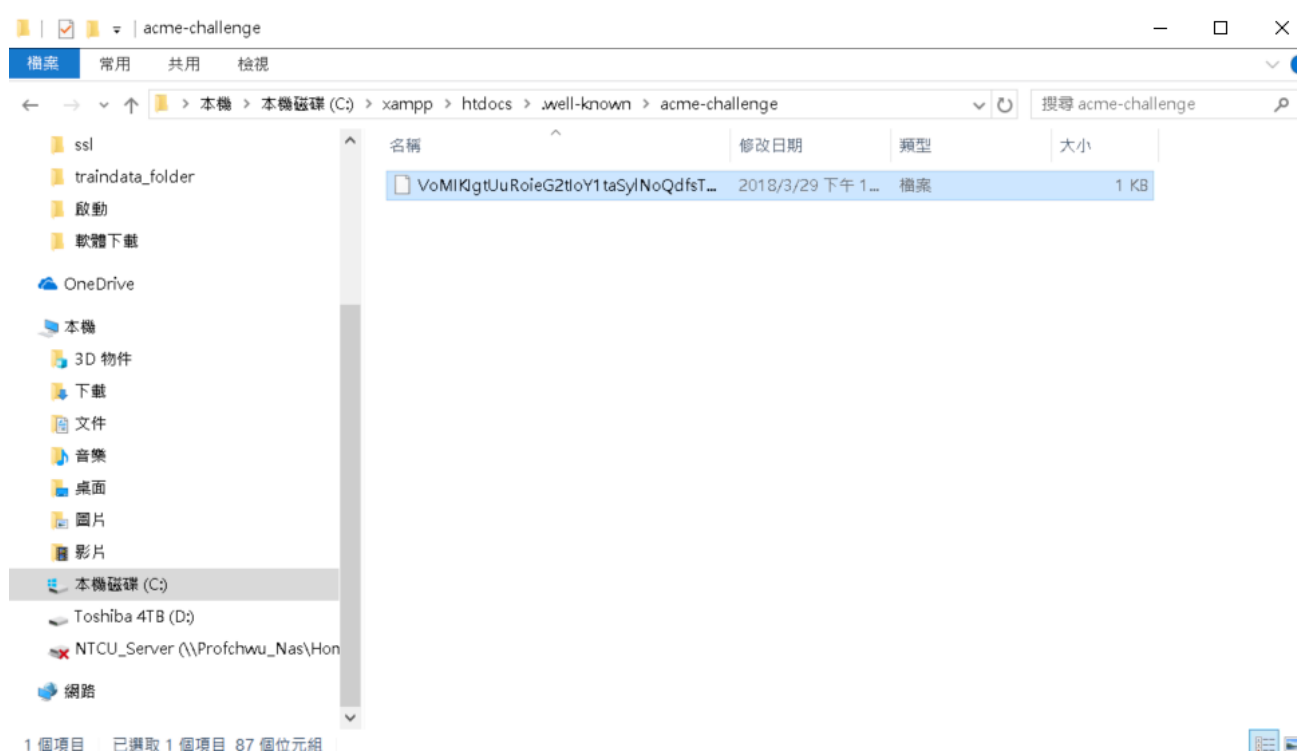 acme-challenge
檔案 常用 共用 檢視
本機 > 本機磁碟 (C:) > xampp > htdocs > .well-known > acme-challenge 搜尋 acme-challenge
名稱 修改日期 類型 大小
ssl
traindata_folder
啟動
軟體下載
OneDrive
本機
3D 物件
下載
文件
音樂
桌面
圖片
影片
本機磁碟 (C:)
Toshiba 4TB (D:)
NTCU_Server (\\Profchwu_Nas\Hon
網路
2018/3/29 下午 1... 檔案 1 KB
1 個項目 已選取 1 個項目 87 個位元組